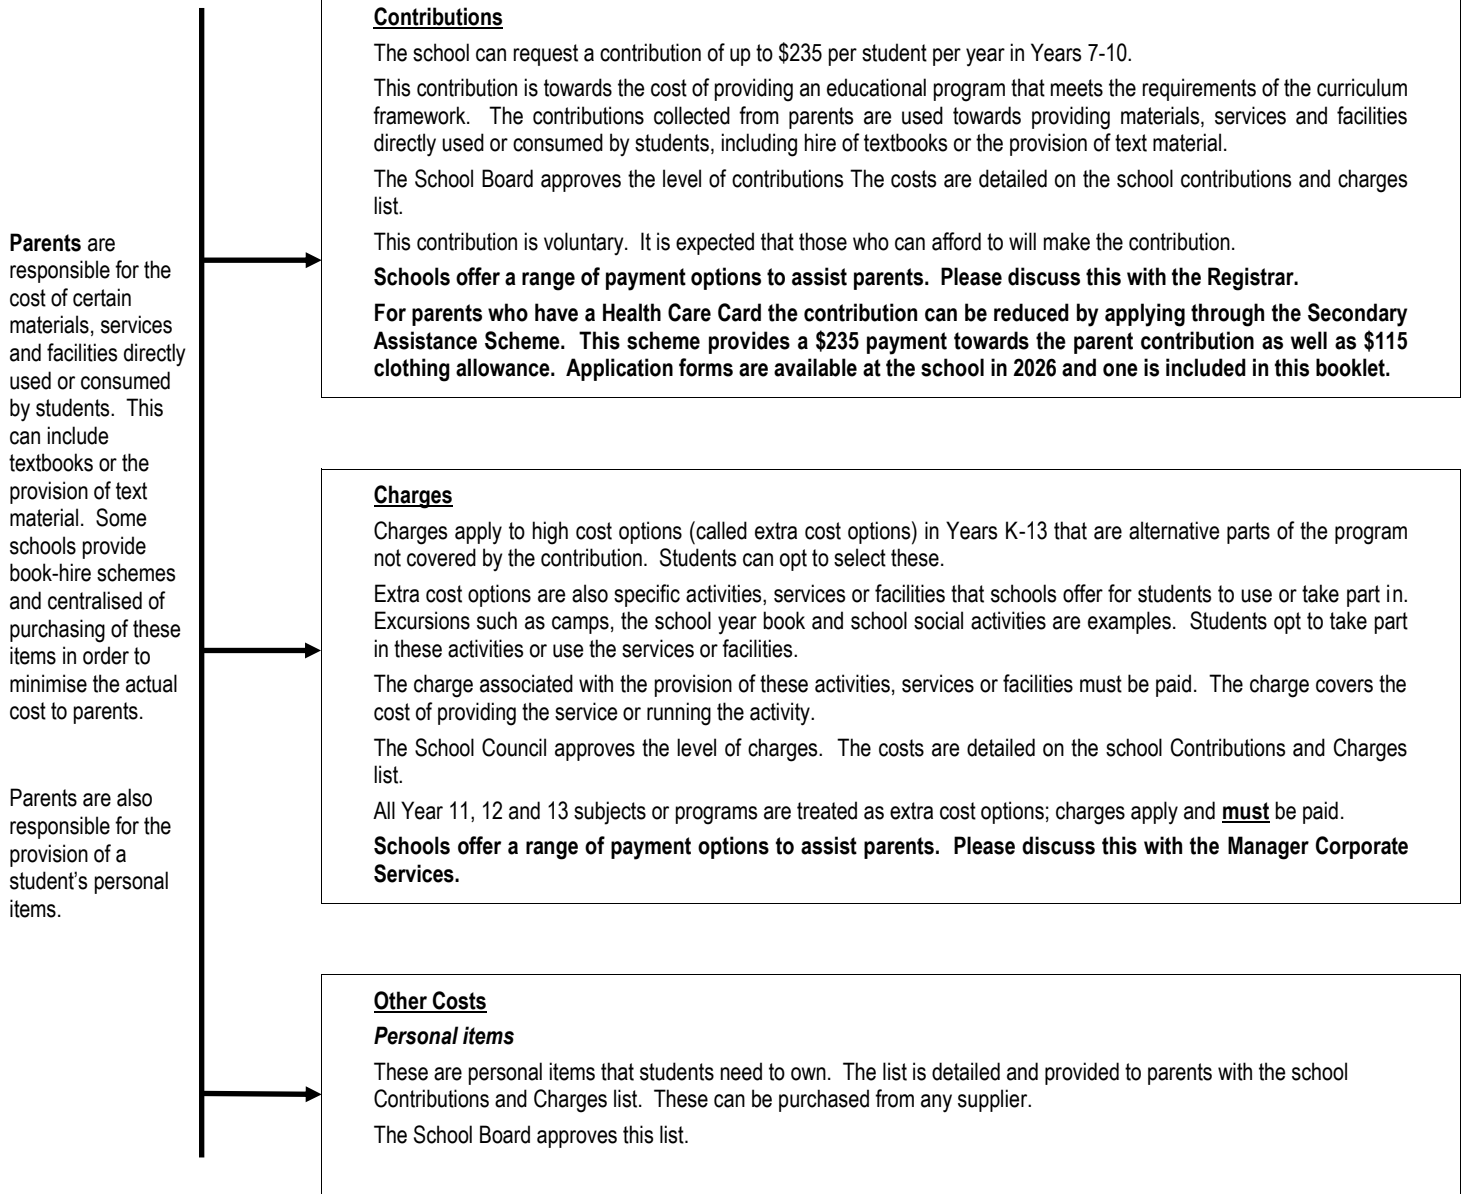 Parents are
responsible for the
cost of certain
materials, services
and facilities directly
used or consumed
by students.  This
can include
textbooks or the
provision of text
material.  Some
schools provide
book-hire schemes
and centralised of
purchasing of these
items in order to
minimise the actual
cost to parents.
Parents are also
responsible for the
provision of a
student’s personal
items.
Contributions
The school can request a contribution of up to $235 per student per year in Years 7-10.
This contribution is towards the cost of providing an educational program that meets the requirements of the curriculum
framework.  The contributions collected from parents are used towards providing materials, services and facilities
directly used or consumed by students, including hire of textbooks or the provision of text material.
The School Board approves the level of contributions The costs are detailed on the school contributions and charges
list.
This contribution is voluntary.  It is expected that those who can afford to will make the contribution.
Schools offer a range of payment options to assist parents.  Please discuss this with the Registrar.
For parents who have a Health Care Card the contribution can be reduced by applying through the Secondary
Assistance Scheme.  This scheme provides a $235 payment towards the parent contribution as well as $115
clothing allowance.  Application forms are available at the school in 2026 and one is included in this booklet.
Charges
Charges apply to high cost options (called extra cost options) in Years K-13 that are alternative parts of the program
not covered by the contribution.  Students can opt to select these.
Extra cost options are also specific activities, services or facilities that schools offer for students to use or take part in.
Excursions such as camps, the school year book and school social activities are examples.  Students opt to take part
in these activities or use the services or facilities.
The charge associated with the provision of these activities, services or facilities must be paid.  The charge covers the
cost of providing the service or running the activity.
The School Council approves the level of charges.  The costs are detailed on the school Contributions and Charges
list.
All Year 11, 12 and 13 subjects or programs are treated as extra cost options; charges apply and must be paid.
Schools offer a range of payment options to assist parents.  Please discuss this with the Manager Corporate
Services.
Other Costs
Personal items
These are personal items that students need to own.  The list is detailed and provided to parents with the school
Contributions and Charges list.  These can be purchased from any supplier.
The School Board approves this list.